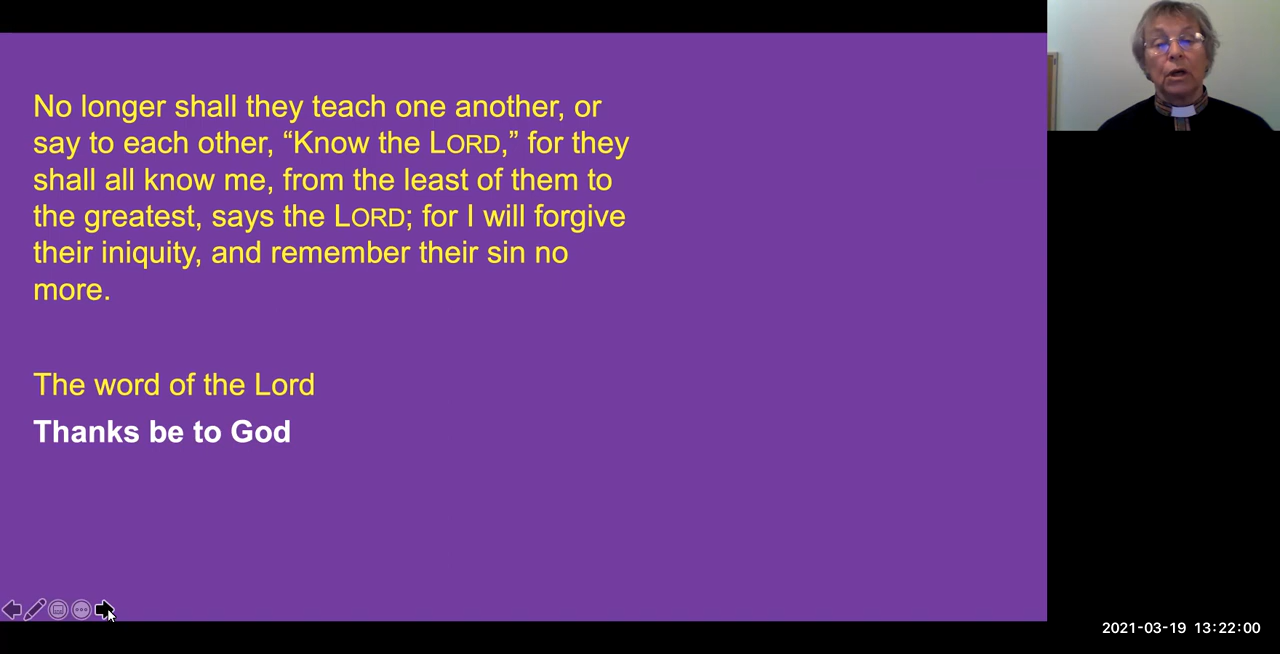 No longer shall they teach one another, or
say to each other, “Know the LORD,” for they
shall all know me, from the least of them to
the greatest, says the LORD; for I will forgive
their iniquity, and remember their sin no
more.
The word of the Lord
Thanks be to God
2021-03-19 13:22:00